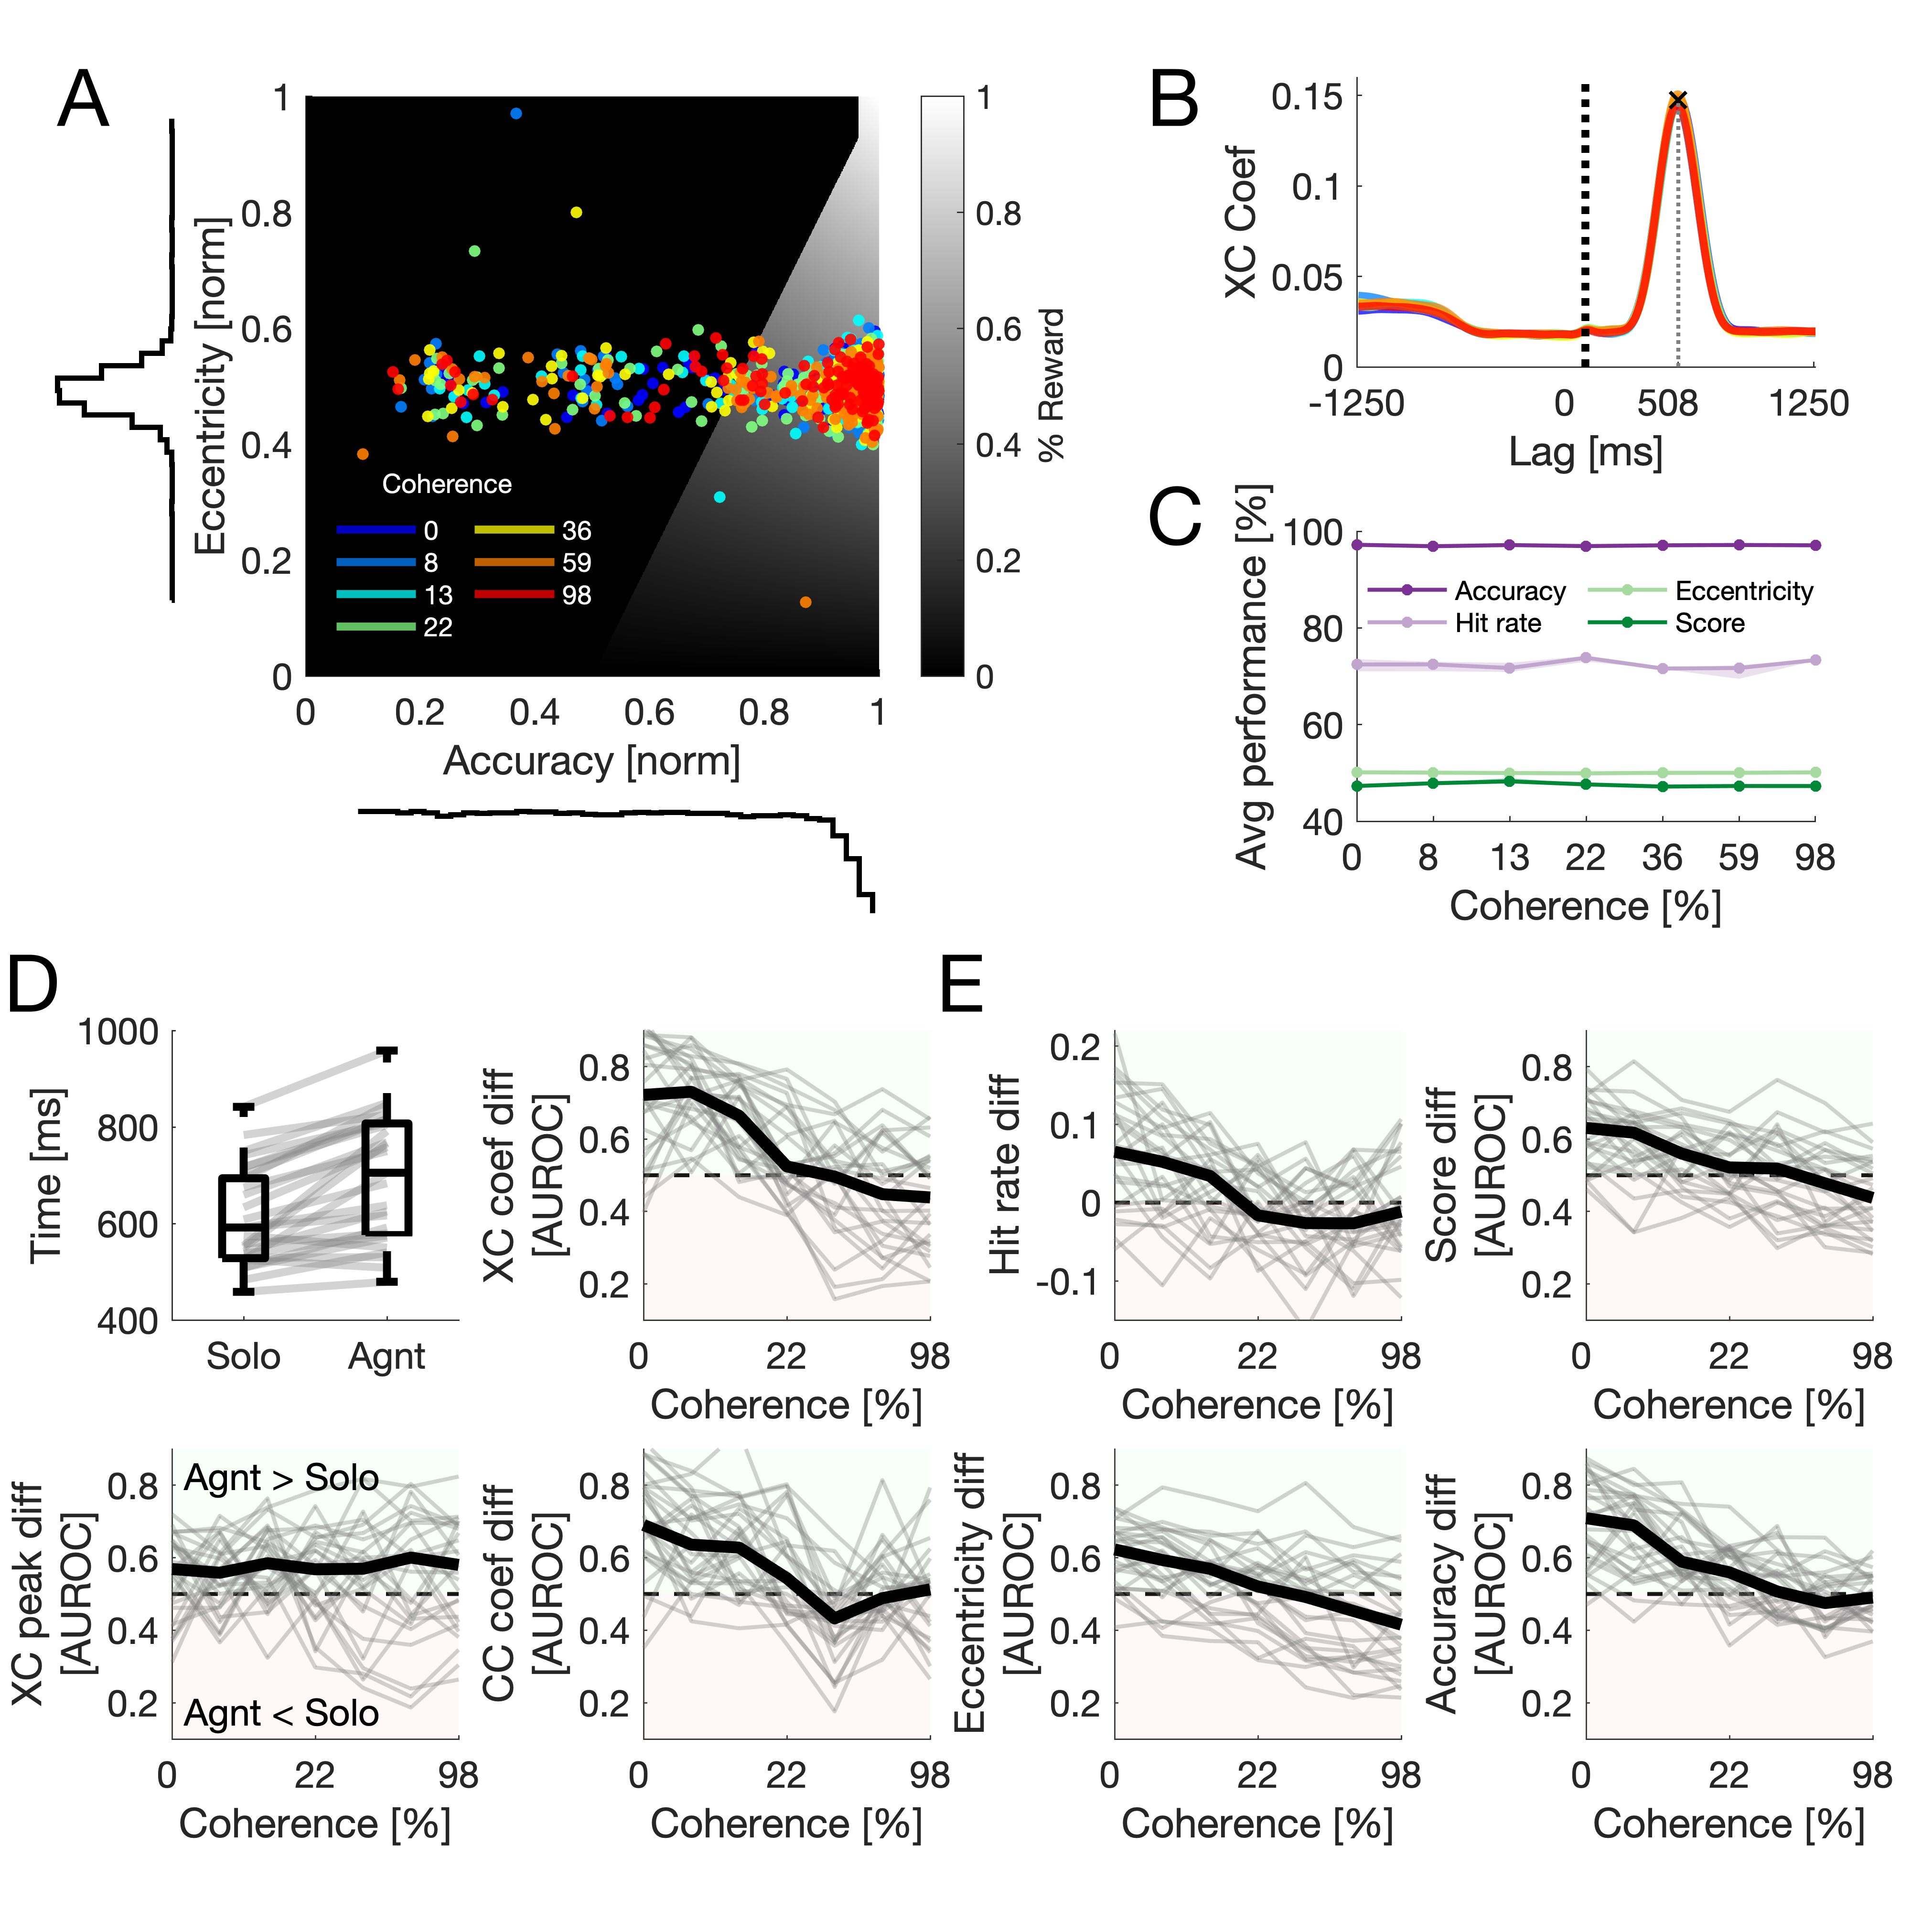 A
Eccentricity [norm]
1
0.8
0.6
0.4
0.2
0
Coherence
0
8
13
22
36
59
98
0
0.2
0.4
0.6
0.8
1
Accuracy [norm]
1
0.8
0.6
0.4
0.2
0
% Reward
B
XC Coef
0.15
0.1
0.05
0
-1250
0
508
1250
Lag [ms]
C
Avg performance [%]
100
80
60
40
Accuracy
Hit rate
Eccentricity
Score
0
8
13
22
36
59
98
Coherence [%]
D
Time [ms]
1000
800
600
400
Solo
Agnt
XC coef diff
[AUROC]
0.8
0.6
0.4
0.2
0
22
98
Coherence [%]
E
Hit rate diff
0.2
0.1
0
-0.1
0
22
98
Coherence [%]
Score diff
[AUROC]
0.8
0.6
0.4
0.2
0
22
98
Coherence [%]
XC peak diff
[AUROC]
0.8
0.6
0.4
0.2
Agnt > Solo
Agnt < Solo
0
22
98
Coherence [%]
CC coef diff
[AUROC]
0.8
0.6
0.4
0.2
0
22
98
Coherence [%]
Eccentricity diff
[AUROC]
0.8
0.6
0.4
0.2
0
22
98
Coherence [%]
Accuracy diff
[AUROC]
0.8
0.6
0.4
0.2
0
22
98
Coherence [%]